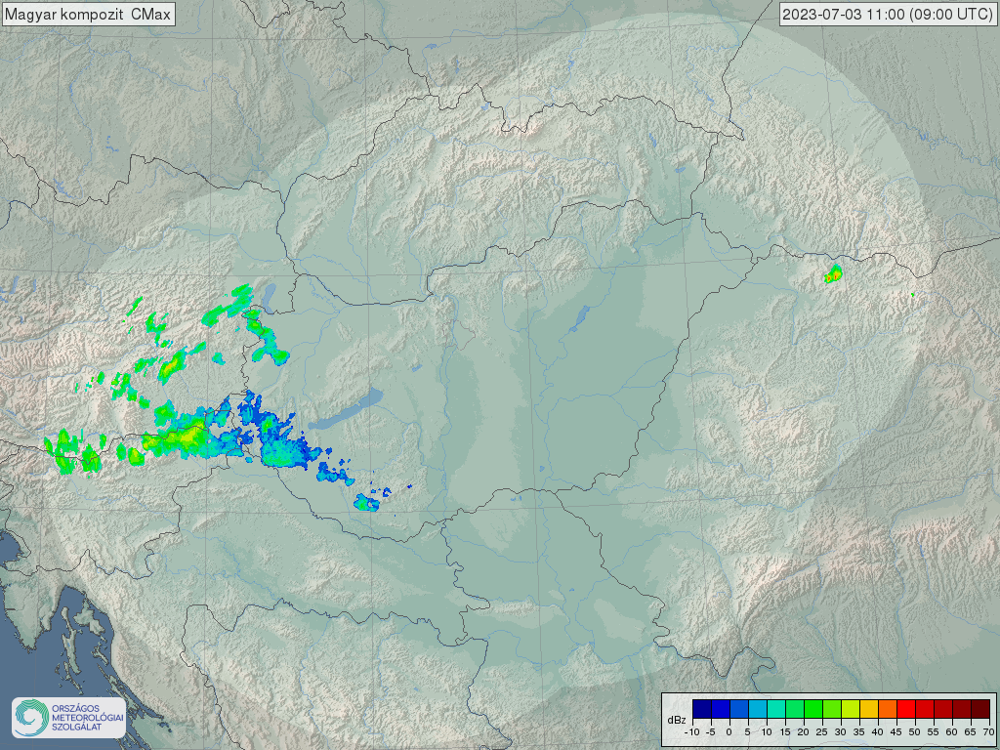 Magyar kompozit CMax
2023-07-03 11:00 (09:00 UTC)
ORSZÁGOS
METEOROLÓGIAI
SZOLGÁLAT
dBz
-10 -5 0 5 10 15 20 25 30 35 40 45 50 55 60 65 70